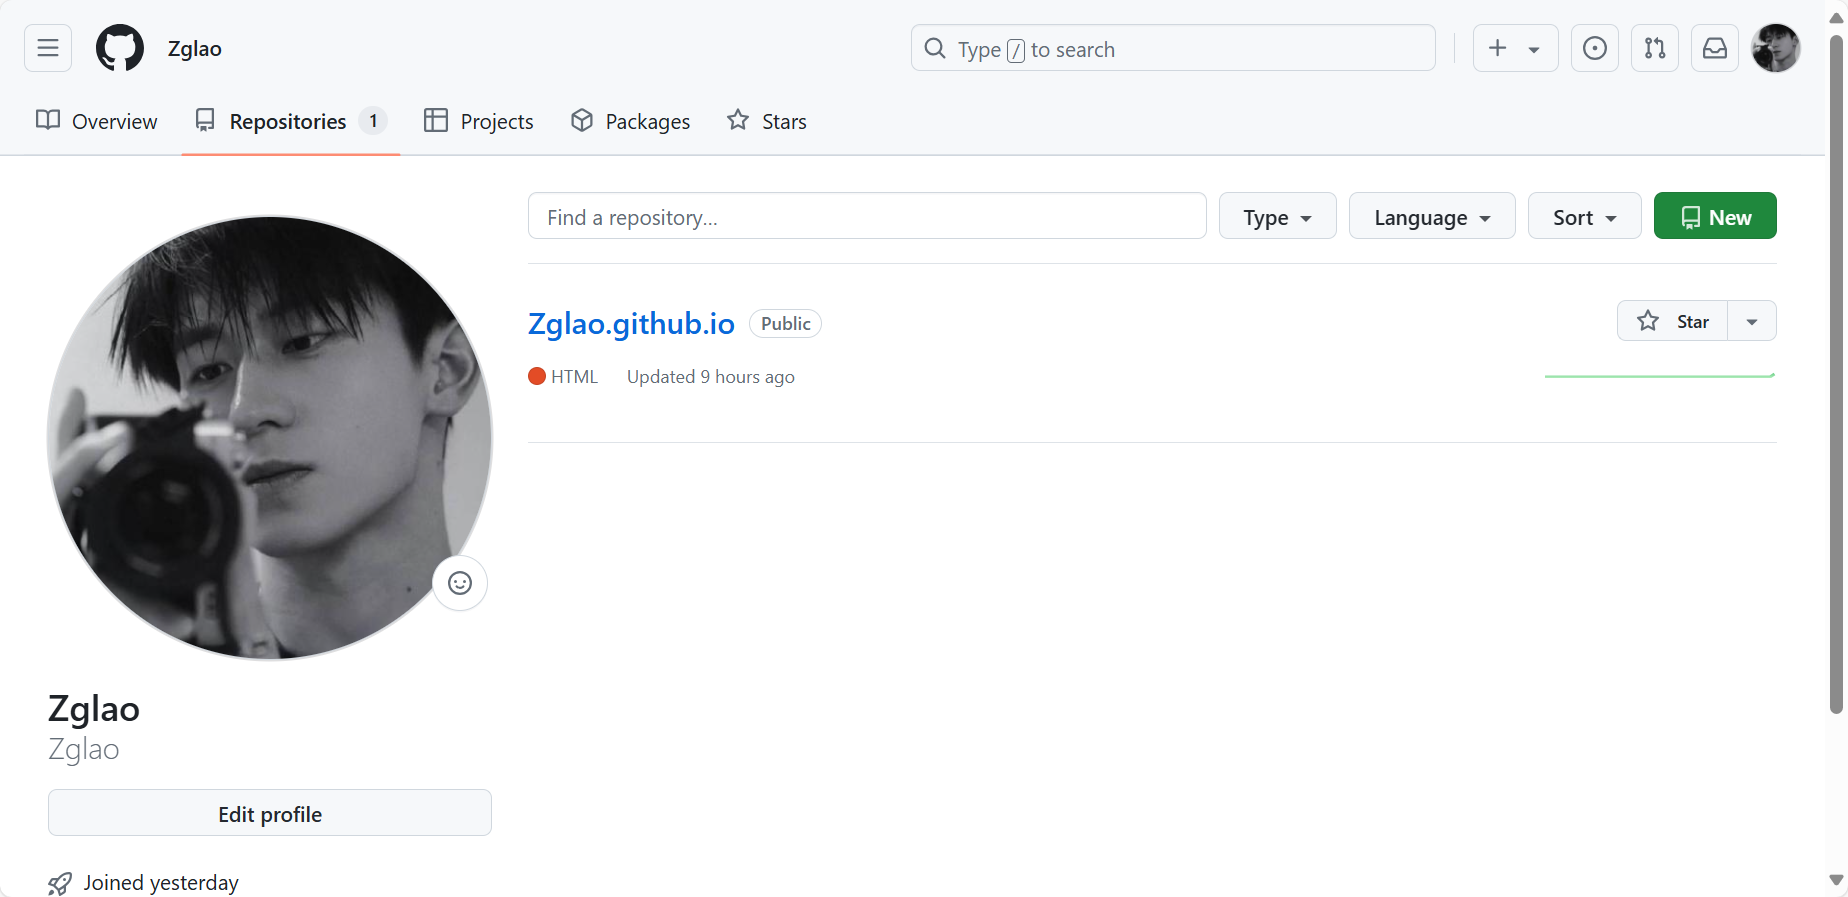 Zglao
Type / to search
Overview
Repositories 1
Projects
Packages
Stars
Find a repository...
Type
Language
Sort
New
Zglao.github.io
Public
Star
HTML
Updated 9 hours ago
Zglao
Zglao
Edit profile
Joined yesterday